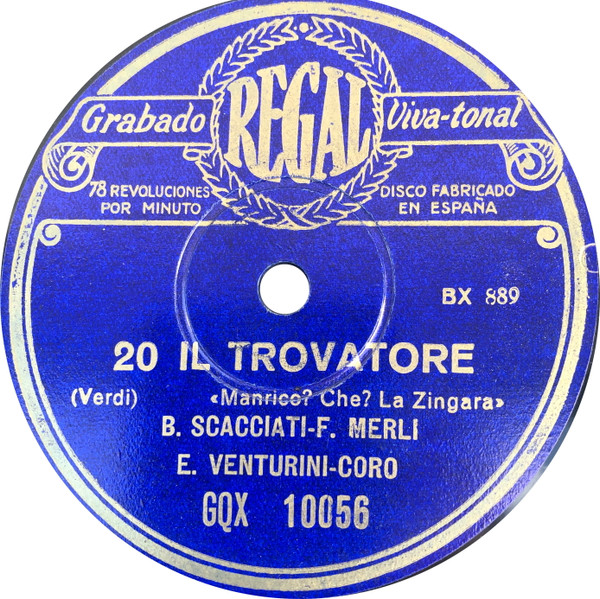 REGAL
Grabado Viva-tonal
78 REVOLUCIONES POR MINUTO
DISCO FABRICADO EN ESPAÑA
BX 889
20 IL TROVATORE
(Verdi) «Manrico? Che? La Zingara»
B. SCACCIATI-F. MERLI
E. VENTURINI-CORO
GQX 10056